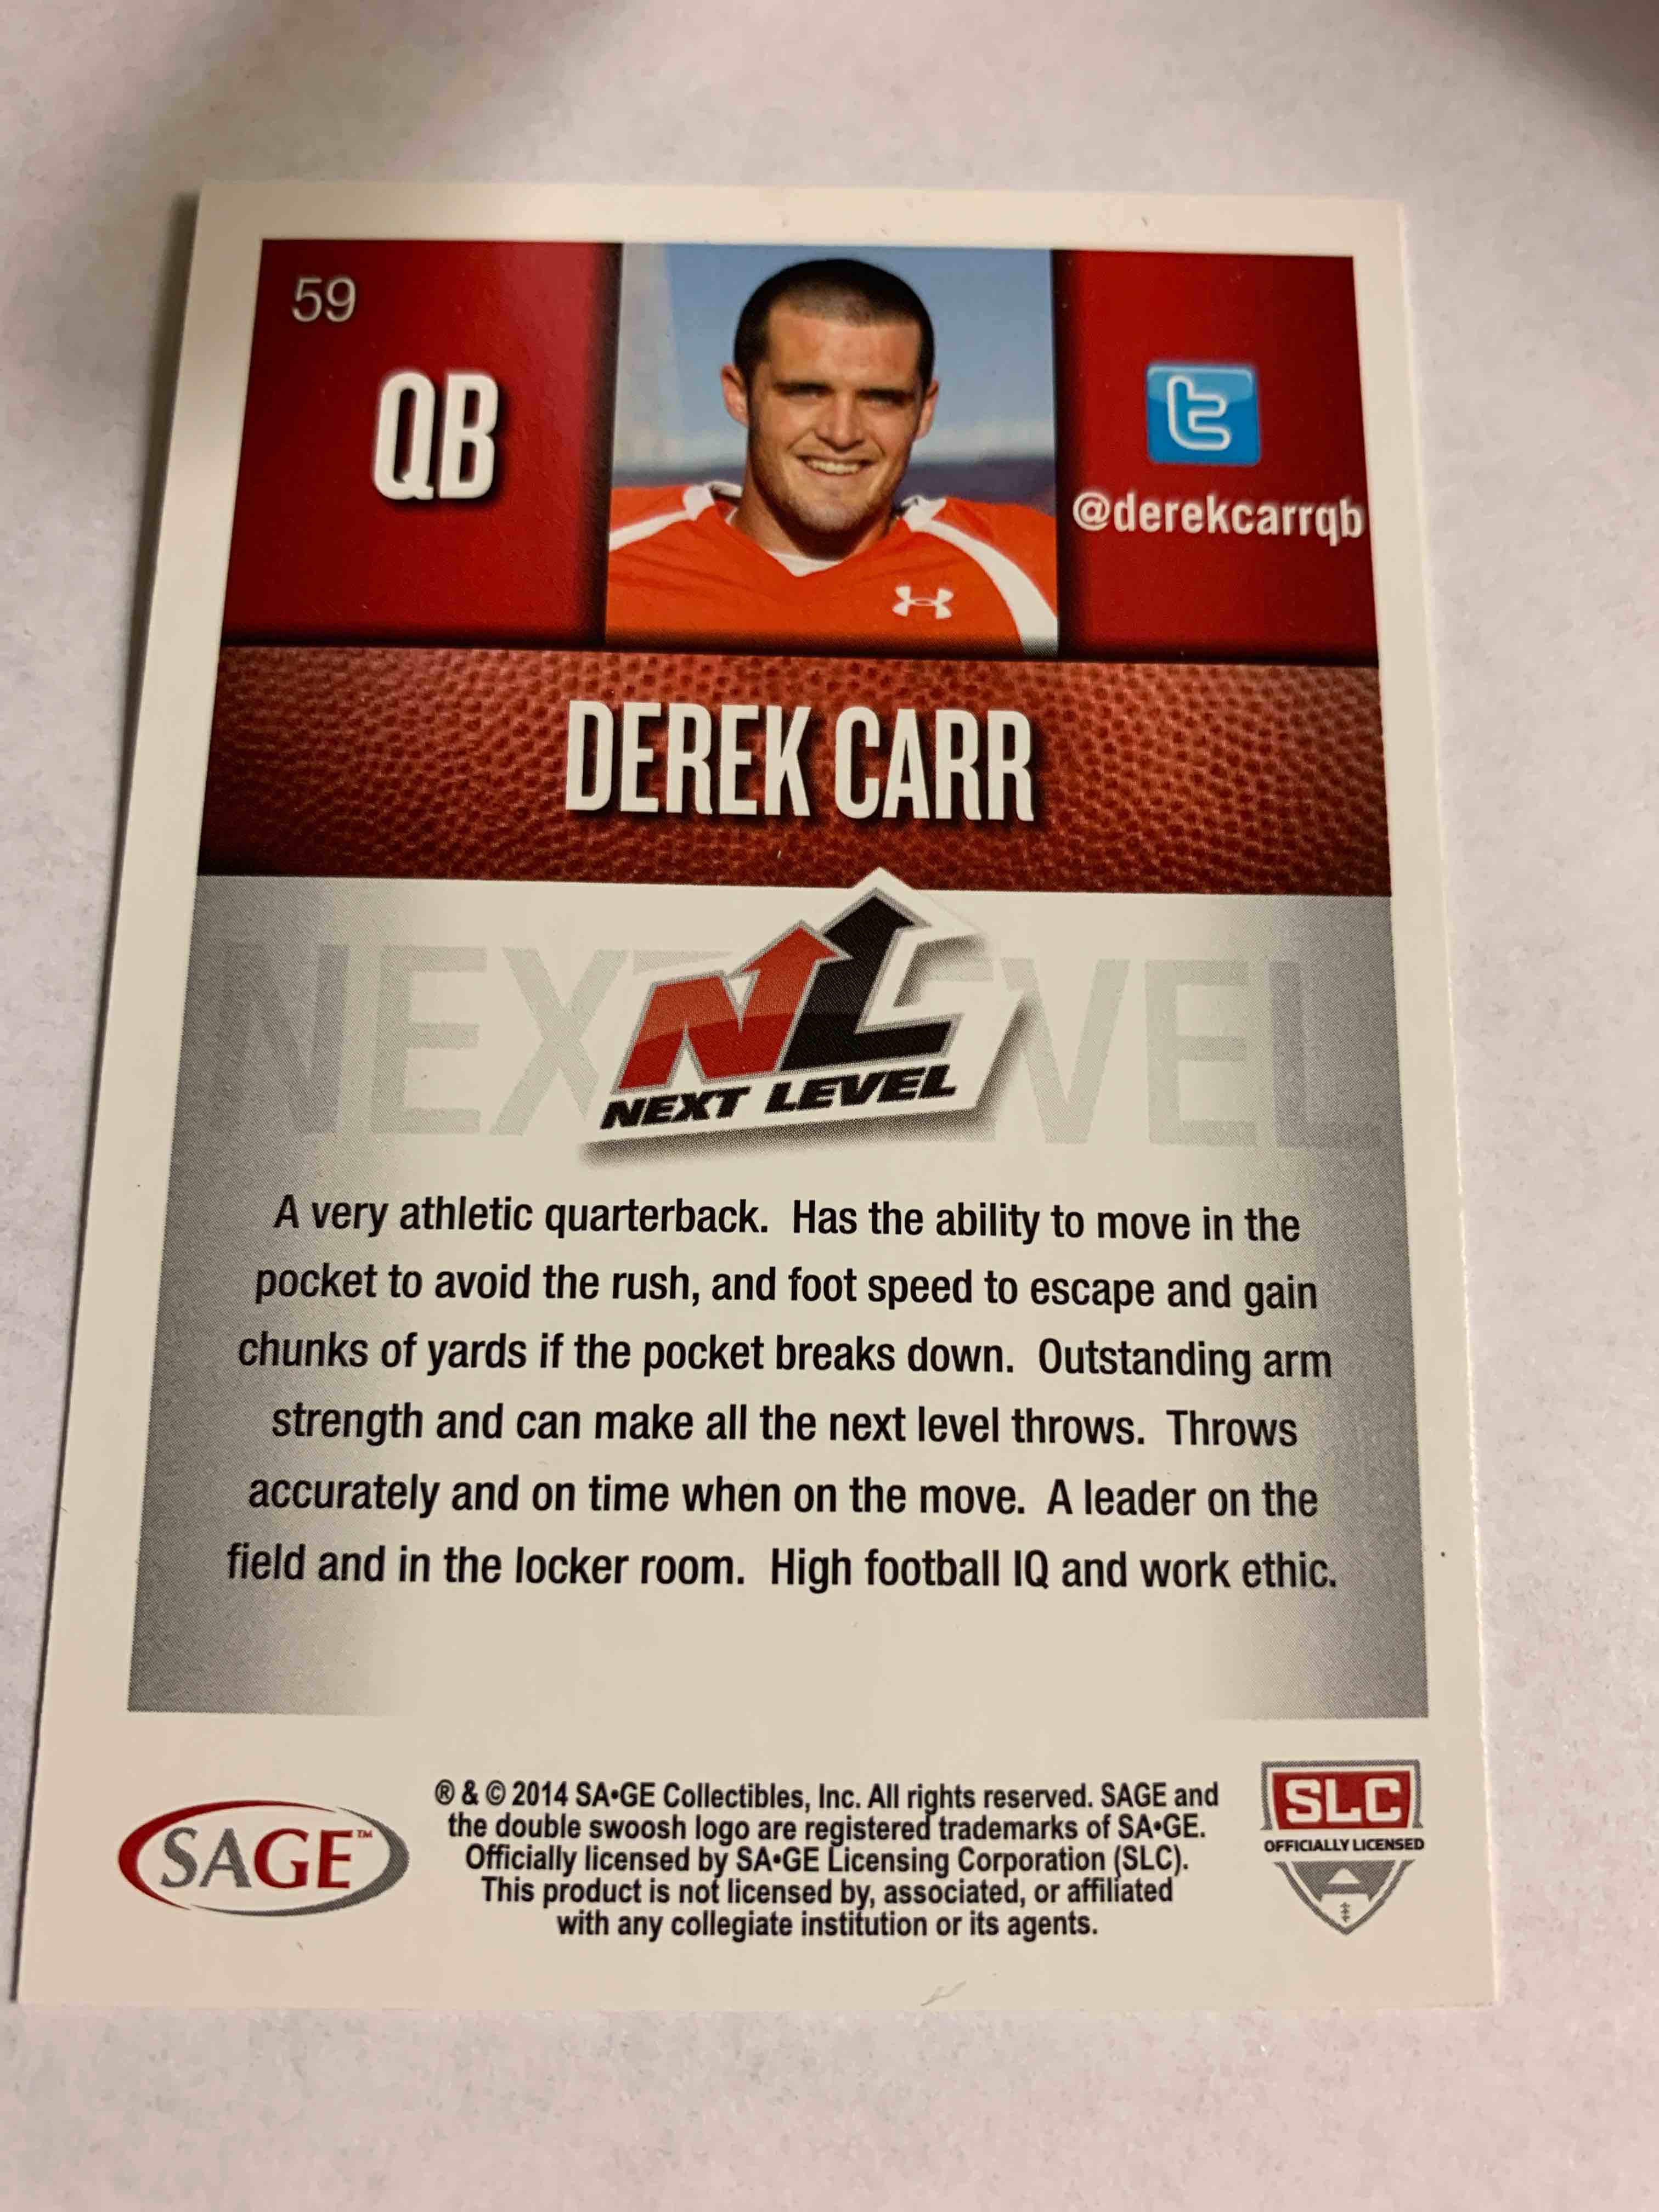 59
QB
@derekcarrqb
DEREK CARR
NEXT LEVEL
NL
NEXT LEVEL
A very athletic quarterback. Has the ability to move in the
pocket to avoid the rush, and foot speed to escape and gain
chunks of yards if the pocket breaks down. Outstanding arm
strength and can make all the next level throws. Throws
accurately and on time when on the move. A leader on the
field and in the locker room. High football IQ and work ethic.
SAGE™
® & © 2014 SA•GE Collectibles, Inc. All rights reserved. SAGE and
the double swoosh logo are registered trademarks of SA•GE.
Officially licensed by SA•GE Licensing Corporation (SLC).
This product is not licensed by, associated, or affiliated
with any collegiate institution or its agents.
SLC
OFFICIALLY LICENSED